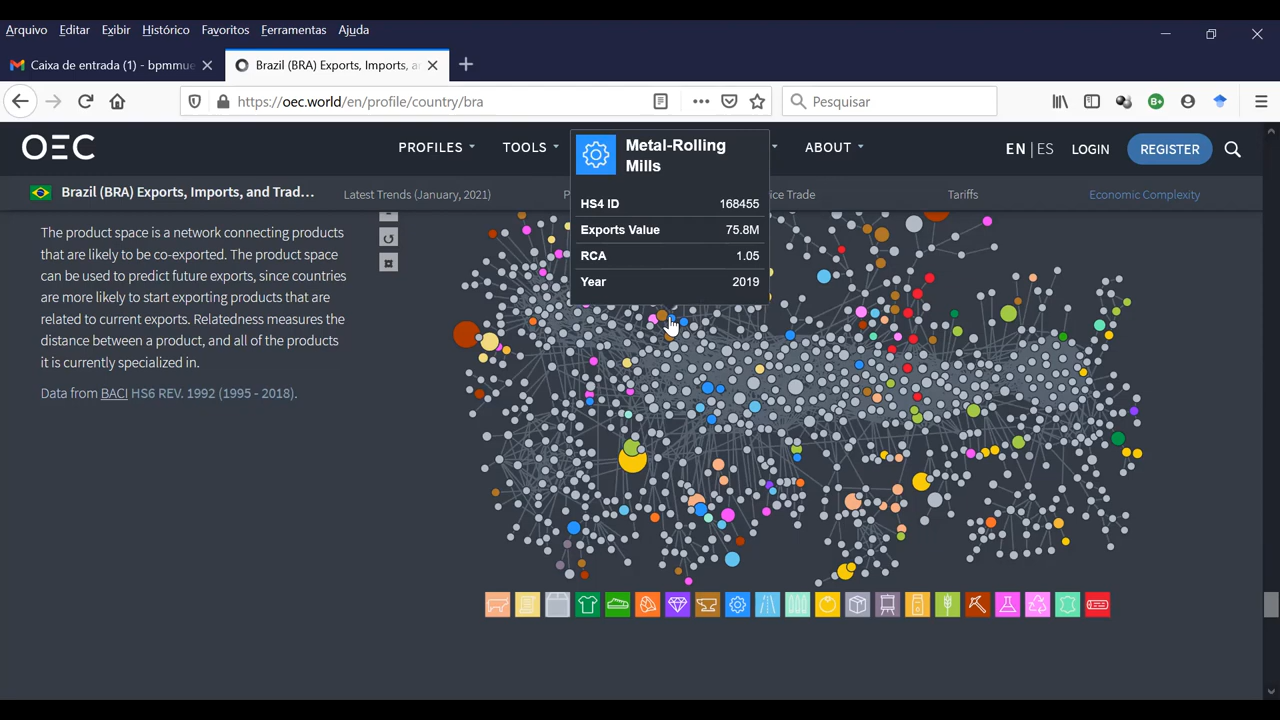 Arquivo Editar Exibir Histórico Favoritos Ferramentas Ajuda
Caixa de entrada (1) - bpmmue
Brazil (BRA) Exports, Imports, a
https://oec.world/en/profile/country/bra
Pesquisar
OEC
PROFILES TOOLS ABOUT EN | ES LOGIN REGISTER
Brazil (BRA) Exports, Imports, and Trad...
Latest Trends (January, 2021) Tariffs Economic Complexity
ice Trade
Metal-Rolling
Mills
HS4 ID 168455
Exports Value 75.8M
RCA 1.05
Year 2019
The product space is a network connecting products
that are likely to be co-exported. The product space
can be used to predict future exports, since countries
are more likely to start exporting products that are
related to current exports. Relatedness measures the
distance between a product, and all of the products
it is currently specialized in.
Data from BACI HS6 REV. 1992 (1995 - 2018).